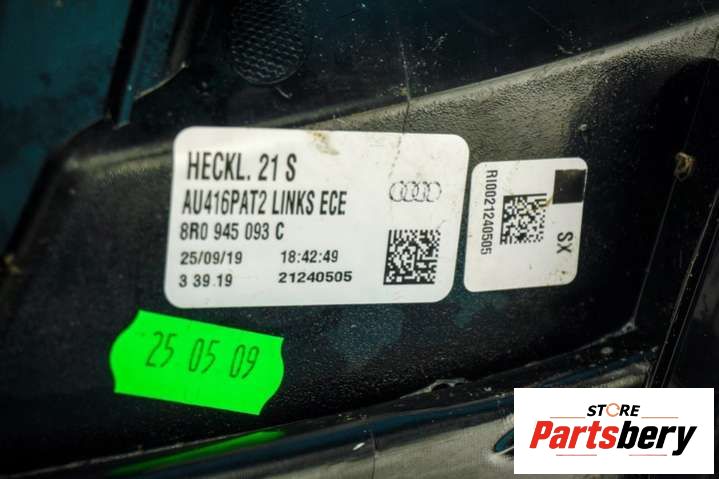 HECKL. 21 S
AU416PAT2 LINKS ECE
8R0 945 093 C
25/09/19 18:42:49
3 39.19 21240505
RI0021240505
SX
25 05 09
STORE
Partsbery